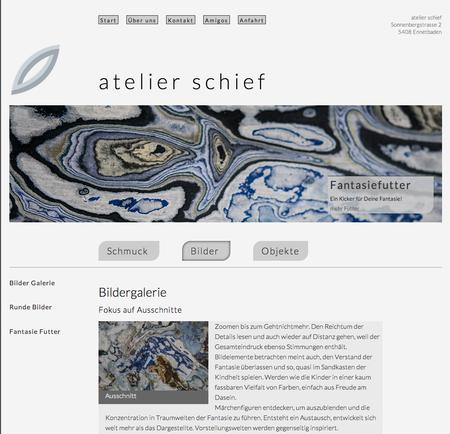 Start Über uns Kontakt Amigos Anfahrt
atelier schief
Sonnenbergstrasse 2
5408 Ennetbaden
atelier schief
Fantasiefutter
Ein Kicker für Deine Fantasie!
mehr Futter
Schmuck Bilder Objekte
Bilder Galerie
Runde Bilder
Fantasie Futter
Bildergalerie
Fokus auf Ausschnitte
Ausschnitt
Zoomen bis zum Gehtnichtmehr. Den Reichtum der
Details lesen und auch wieder auf Distanz gehen, weil der
Gesamteindruck ebenso Stimmungen enthält.
Bildelemente betrachten meint auch, den Verstand der
Fantasie überlassen und so, quasi im Sandkasten der
Kindheit spielen. Werden wie die Kinder in einer kaum
fassbaren Vielfalt von Farben, einfach aus Freude am
Dasein.
Märchenfiguren entdecken, um auszublenden und die
Konzentration in Traumwelten der Fantasie zu führen. Entsteht ein Austausch, entwickelt sich
weit mehr als das Dargestellte. Vorstellungswelten werden gegenseitig inspiriert.